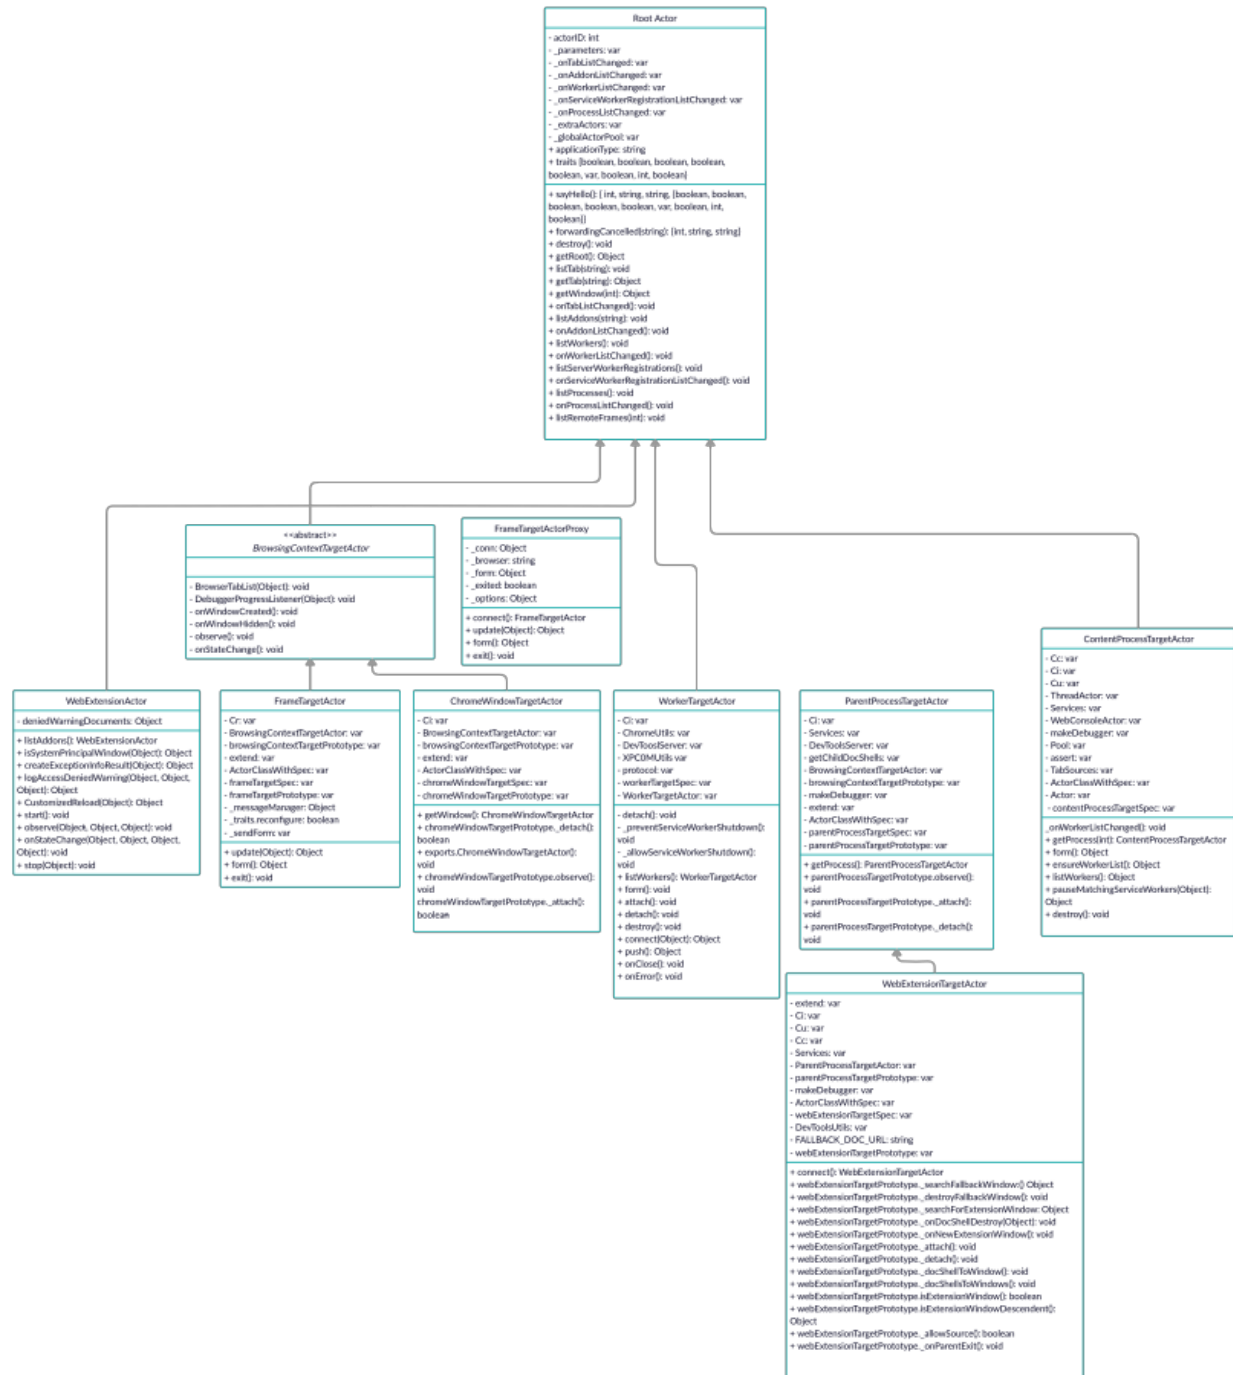 Root Actor
- actorID: int
- _parameters: var
- _onTabListChanged: var
- _onAddonListChanged: var
- _onWorkerListChanged: var
- _onServiceWorkerRegistrationListChanged: var
- _onProcessListChanged: var
- _extraActors: var
- _globalActorPool: var
+ applicationType: string
+ traits {boolean, boolean, boolean, boolean,
boolean, var, boolean, int, boolean}
+ sayHello(): { int, string, string, {boolean, boolean,
boolean, boolean, boolean, var, boolean, int,
boolean}}
+ forwardingCancelled(string): {int, string, string}
+ destroy(): void
+ getRoot(): Object
+ listTab(string): void
+ getTab(string): Object
+ getWindow(int): Object
+ onTabListChanged(): void
+ listAddons(string): void
+ onAddonListChanged(): void
+ listWorkers(): void
+ onWorkerListChanged(): void
+ listServerWorkerRegistrations(): void
+ onServiceWorkerRegistrationListChanged(): void
+ listProcesses(): void
+ onProcessListChanged(): void
+ listRemoteFrames(int): void
<<abstract>>
BrowsingContextTargetActor
- BrowserTabList(Object): void
- DebuggerProgressListener(Object): void
- onWindowCreated(): void
- onWindowHidden(): void
- observe(): void
- onStateChange(): void
FrameTargetActorProxy
- _conn: Object
- _browser: string
- _form: Object
- _exited: boolean
- _options: Object
+ connect(): FrameTargetActor
+ update(Object): Object
+ form(): Object
+ exit(): void
WebExtensionActor
- deniedWarningDocuments: Object
+ listAddons(): WebExtensionActor
+ isSystemPrincipalWindow(Object): Object
+ createExceptionInfoResult(Object): Object
+ logAccessDeniedWarning(Object, Object,
Object): Object
+ CustomizedReload(Object): Object
+ start(): void
+ observe(Object, Object, Object): void
+ onStateChange(Object, Object, Object,
Object): void
+ stop(Object): void
FrameTargetActor
- Cr: var
- BrowsingContextTargetActor: var
- browsingContextTargetPrototype: var
- extend: var
- ActorClassWithSpec: var
- frameTargetSpec: var
- frameTargetPrototype: var
- _messageManager: Object
- _traits.reconfigure: boolean
- _sendForm: var
+ update(Object): Object
+ form(): Object
+ exit(): void
ChromeWindowTargetActor
- Ci: var
- BrowsingContextTargetActor: var
- browsingContextTargetPrototype: var
- extend: var
- ActorClassWithSpec: var
- chromeWindowTargetSpec: var
- chromeWindowTargetPrototype: var
+ getWindow(): ChromeWindowTargetActor
+ chromeWindowTargetPrototype._detach():
boolean
+ exports.ChromeWindowTargetActor():
void
+ chromeWindowTargetPrototype.observe():
void
chromeWindowTargetPrototype._attach():
boolean
WorkerTargetActor
- Ci: var
- ChromeUtils: var
- DevToolsServer: var
- XPCOMUtils var
- protocol: var
- workerTargetSpec: var
- WorkerTargetActor: var
- detach(): void
- _preventServiceWorkerShutdown():
void
- _allowServiceWorkerShutdown():
void
+ listWorkers(): WorkerTargetActor
+ form(): void
+ attach(): void
+ detach(): void
+ destroy(): void
+ connect(Object): Object
+ push(): Object
+ onClose(): void
+ onError(): void
ParentProcessTargetActor
- Ci: var
- Services: var
- DevToolsServer: var
- getChildDocShells: var
- BrowsingContextTargetActor: var
- browsingContextTargetPrototype: var
- makeDebugger: var
- extend: var
- ActorClassWithSpec: var
- parentProcessTargetSpec: var
- parentProcessTargetPrototype: var
+ getProcess(): ParentProcessTargetActor
+ parentProcessTargetPrototype.observe():
void
+ parentProcessTargetPrototype._attach():
void
+ parentProcessTargetPrototype._detach():
void
ContentProcessTargetActor
- Cc: var
- Ci: var
- Cu: var
- ThreadActor: var
- Services: var
- WebConsoleActor: var
- makeDebugger: var
- Pool: var
- assert: var
- TabSources: var
- ActorClassWithSpec: var
- Actor: var
- contentProcessTargetSpec: var
_onWorkerListChanged(): void
+ getProcess(int): ContentProcessTargetActor
+ form(): Object
+ ensureWorkerList(): Object
+ listWorkers(): Object
+ pauseMatchingServiceWorkers(Object):
Object
+ destroy(): void
WebExtensionTargetActor
- extend: var
- Ci: var
- Cu: var
- Cc: var
- Services: var
- ParentProcessTargetActor: var
- parentProcessTargetPrototype: var
- makeDebugger: var
- ActorClassWithSpec: var
- webExtensionTargetSpec: var
- DevToolsUtils: var
- FALLBACK_DOC_URL: string
- webExtensionTargetPrototype: var
+ connect(): WebExtensionTargetActor
+ webExtensionTargetPrototype._searchFallbackWindow:() Object
+ webExtensionTargetPrototype._destroyFallbackWindow(): void
+ webExtensionTargetPrototype._searchForExtensionWindow: Object
+ webExtensionTargetPrototype._onDocShellDestroy(Object): void
+ webExtensionTargetPrototype._onNewExtensionWindow(): void
+ webExtensionTargetPrototype._attach(): void
+ webExtensionTargetPrototype._detach(): void
+ webExtensionTargetPrototype._docShellToWindow(): void
+ webExtensionTargetPrototype._docShellsToWindows(): void
+ webExtensionTargetPrototype.isExtensionWindow(): boolean
+ webExtensionTargetPrototype.isExtensionWindowDescendent():
Object
+ webExtensionTargetPrototype._allowSource(): boolean
+ webExtensionTargetPrototype._onParentExit(): void